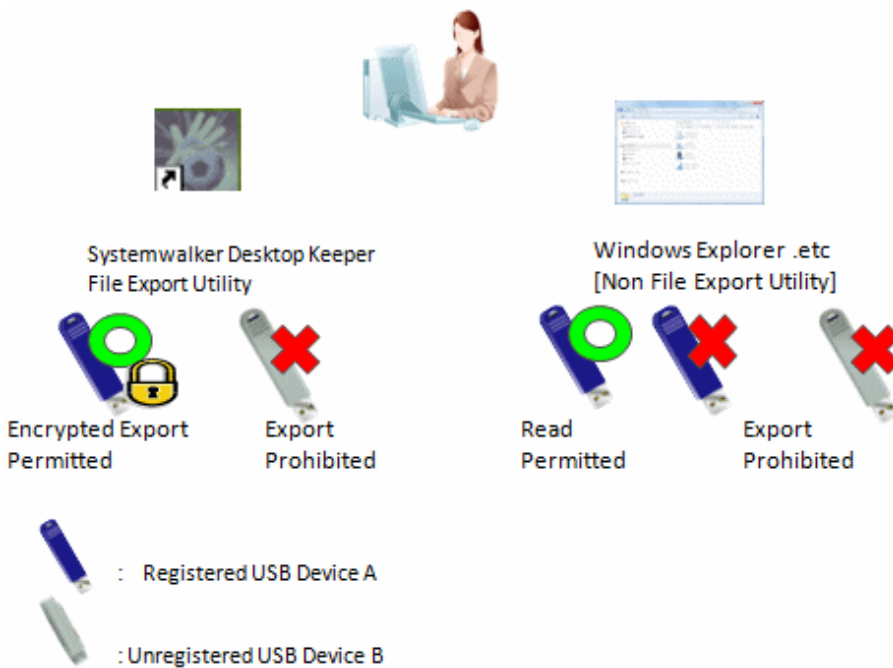 Systemwalker Desktop Keeper
File Export Utility
Windows Explorer .etc
[Non File Export Utility]
Encrypted Export
Permitted
Export
Prohibited
Read
Permitted
Export
Prohibited
: Registered USB Device A
: Unregistered USB Device B